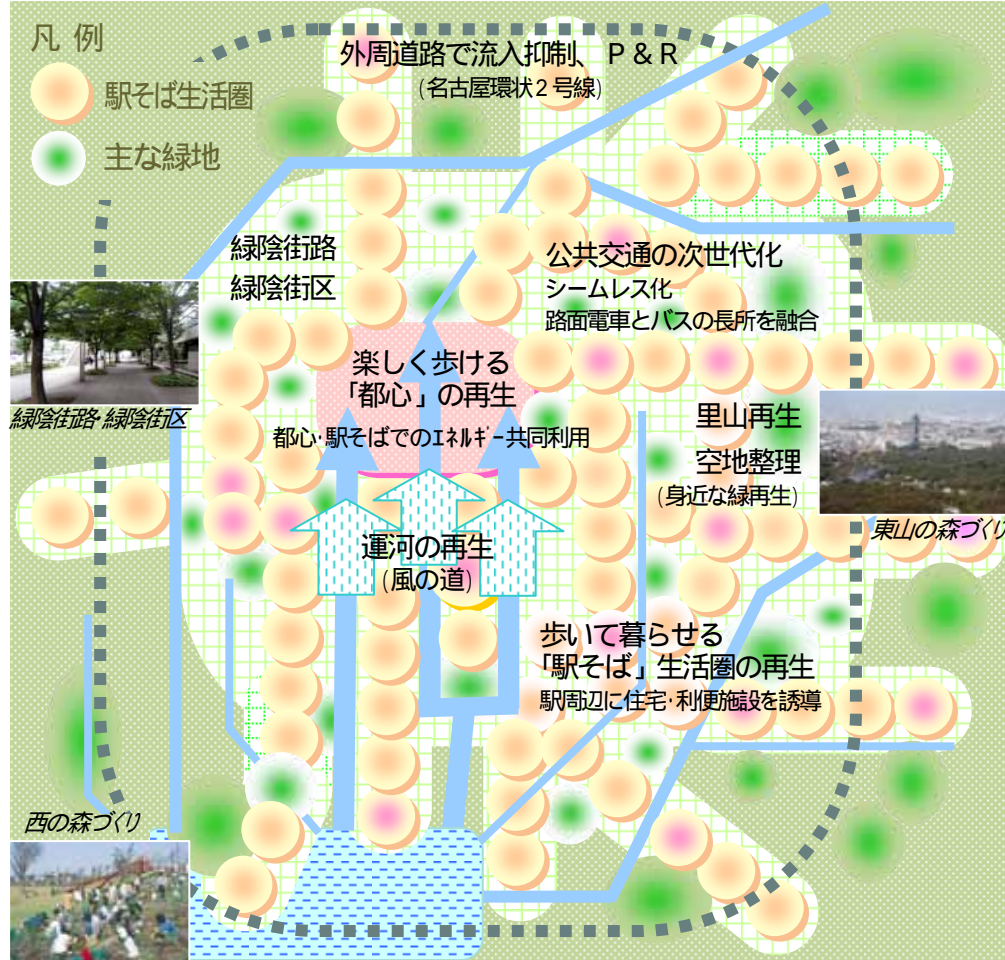 凡 例
駅そば生活圏
主な緑地
外周道路で流入抑制、P＆R
(名古屋環状２号線)
緑陰街路
緑陰街区
公共交通の次世代化
シームレス化
路面電車とバスの長所を融合
緑陰街路・緑陰街区
楽しく歩ける
「都心」の再生
都心・駅そばでのｴﾈﾙｷﾞｰ共同利用
里山再生
空地整理
(身近な緑再生)
東山の森づくり
運河の再生
(風の道)
歩いて暮らせる
「駅そば」生活圏の再生
駅周辺に住宅・利便施設を誘導
西の森づくり